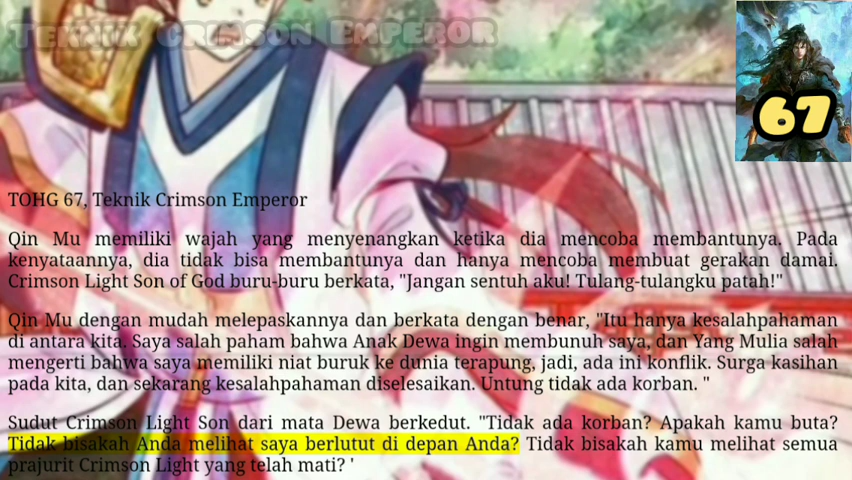 Teknik Crimson Emperor
67
TOHG 67, Teknik Crimson Emperor
Qin Mu memiliki wajah yang menyenangkan ketika dia mencoba membantunya. Pada
kenyataannya, dia tidak bisa membantunya dan hanya mencoba membuat gerakan damai.
Crimson Light Son of God buru-buru berkata, "Jangan sentuh aku! Tulang-tulangku patah!"
Qin Mu dengan mudah melepaskannya dan berkata dengan benar, "Itu hanya kesalahpahaman
di antara kita. Saya salah paham bahwa Anak Dewa ingin membunuh saya, dan Yang Mulia salah
mengerti bahwa saya memiliki niat buruk ke dunia terapung, jadi, ada ini konflik. Surga kasihan
pada kita, dan sekarang kesalahpahaman diselesaikan. Untung tidak ada korban. "
Sudut Crimson Light Son dari mata Dewa berkedut. "Tidak ada korban? Apakah kamu buta?
Tidak bisakah Anda melihat saya berlutut di depan Anda? Tidak bisakah kamu melihat semua
prajurit Crimson Light yang telah mati? '